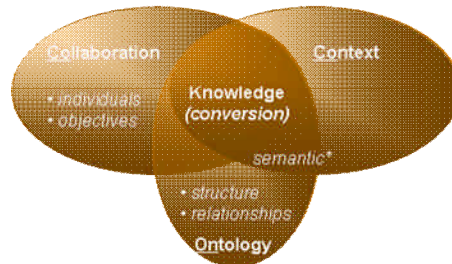 Collaboration
Context
• individuals
• objectives
Knowledge
(conversion)
semantic*
• structure
• relationships
Ontology